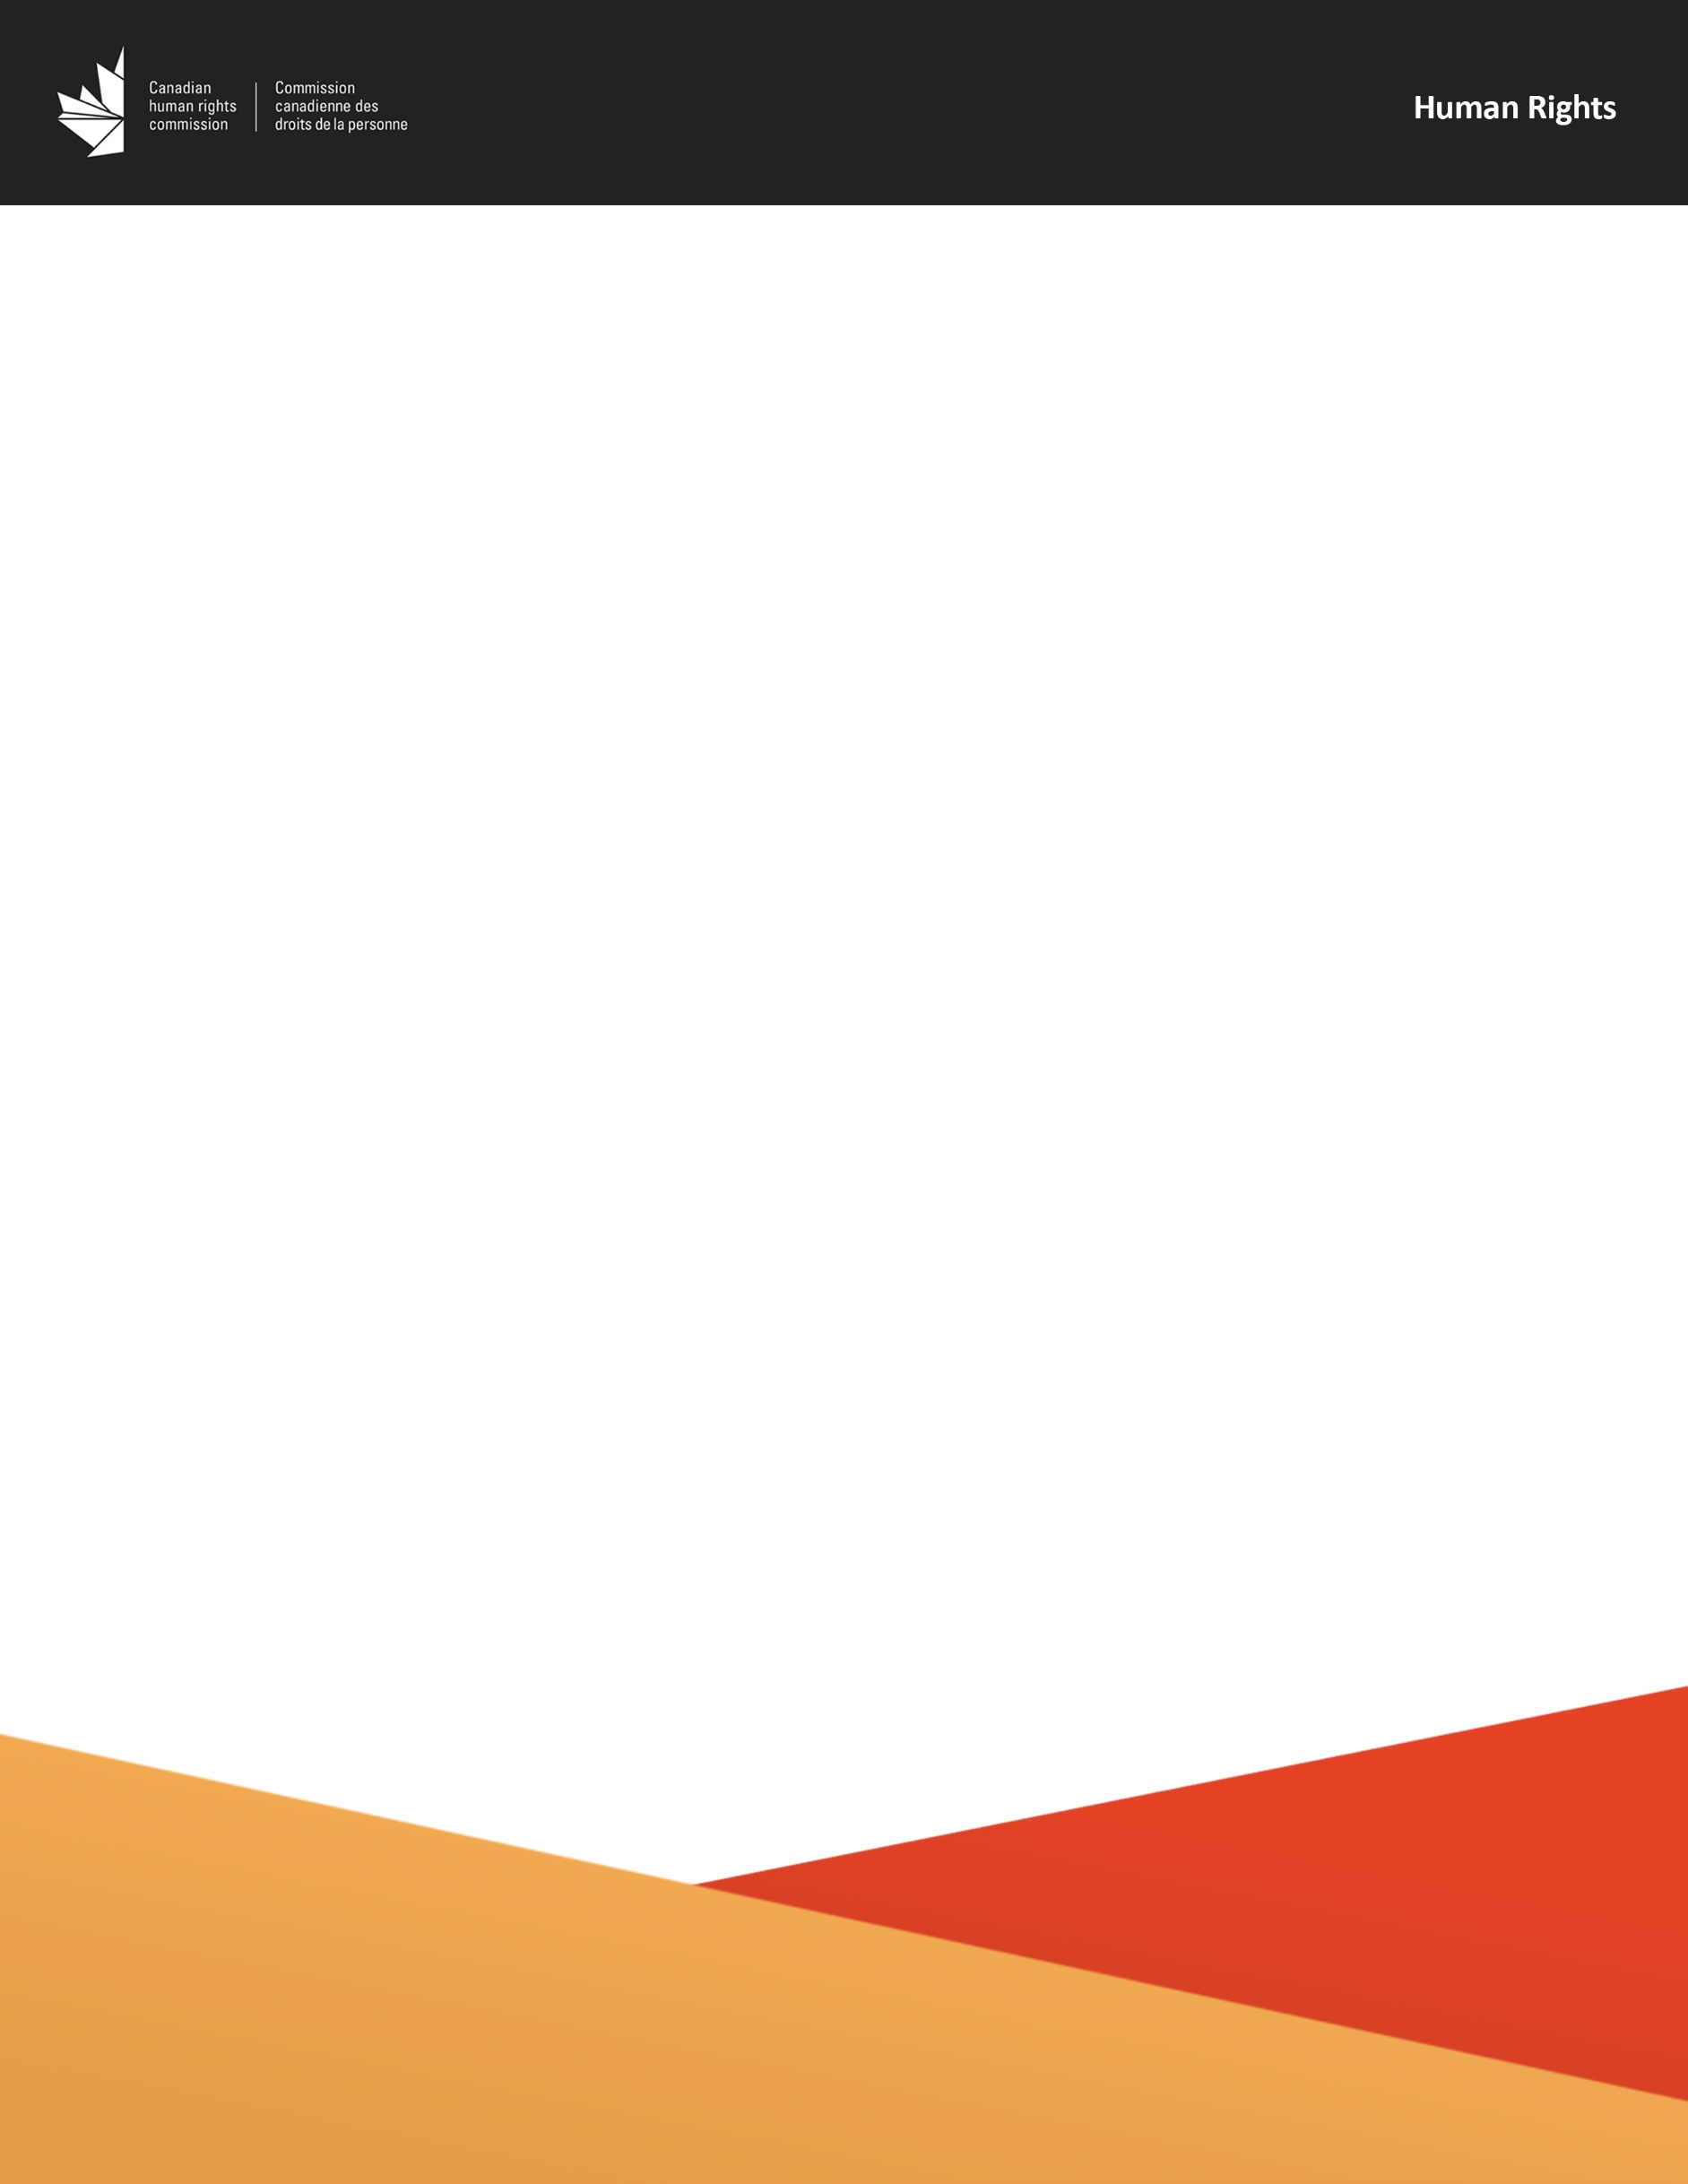 Canadian
human rights
commission
Commission
canadienne des
droits de la personne
Human Rights